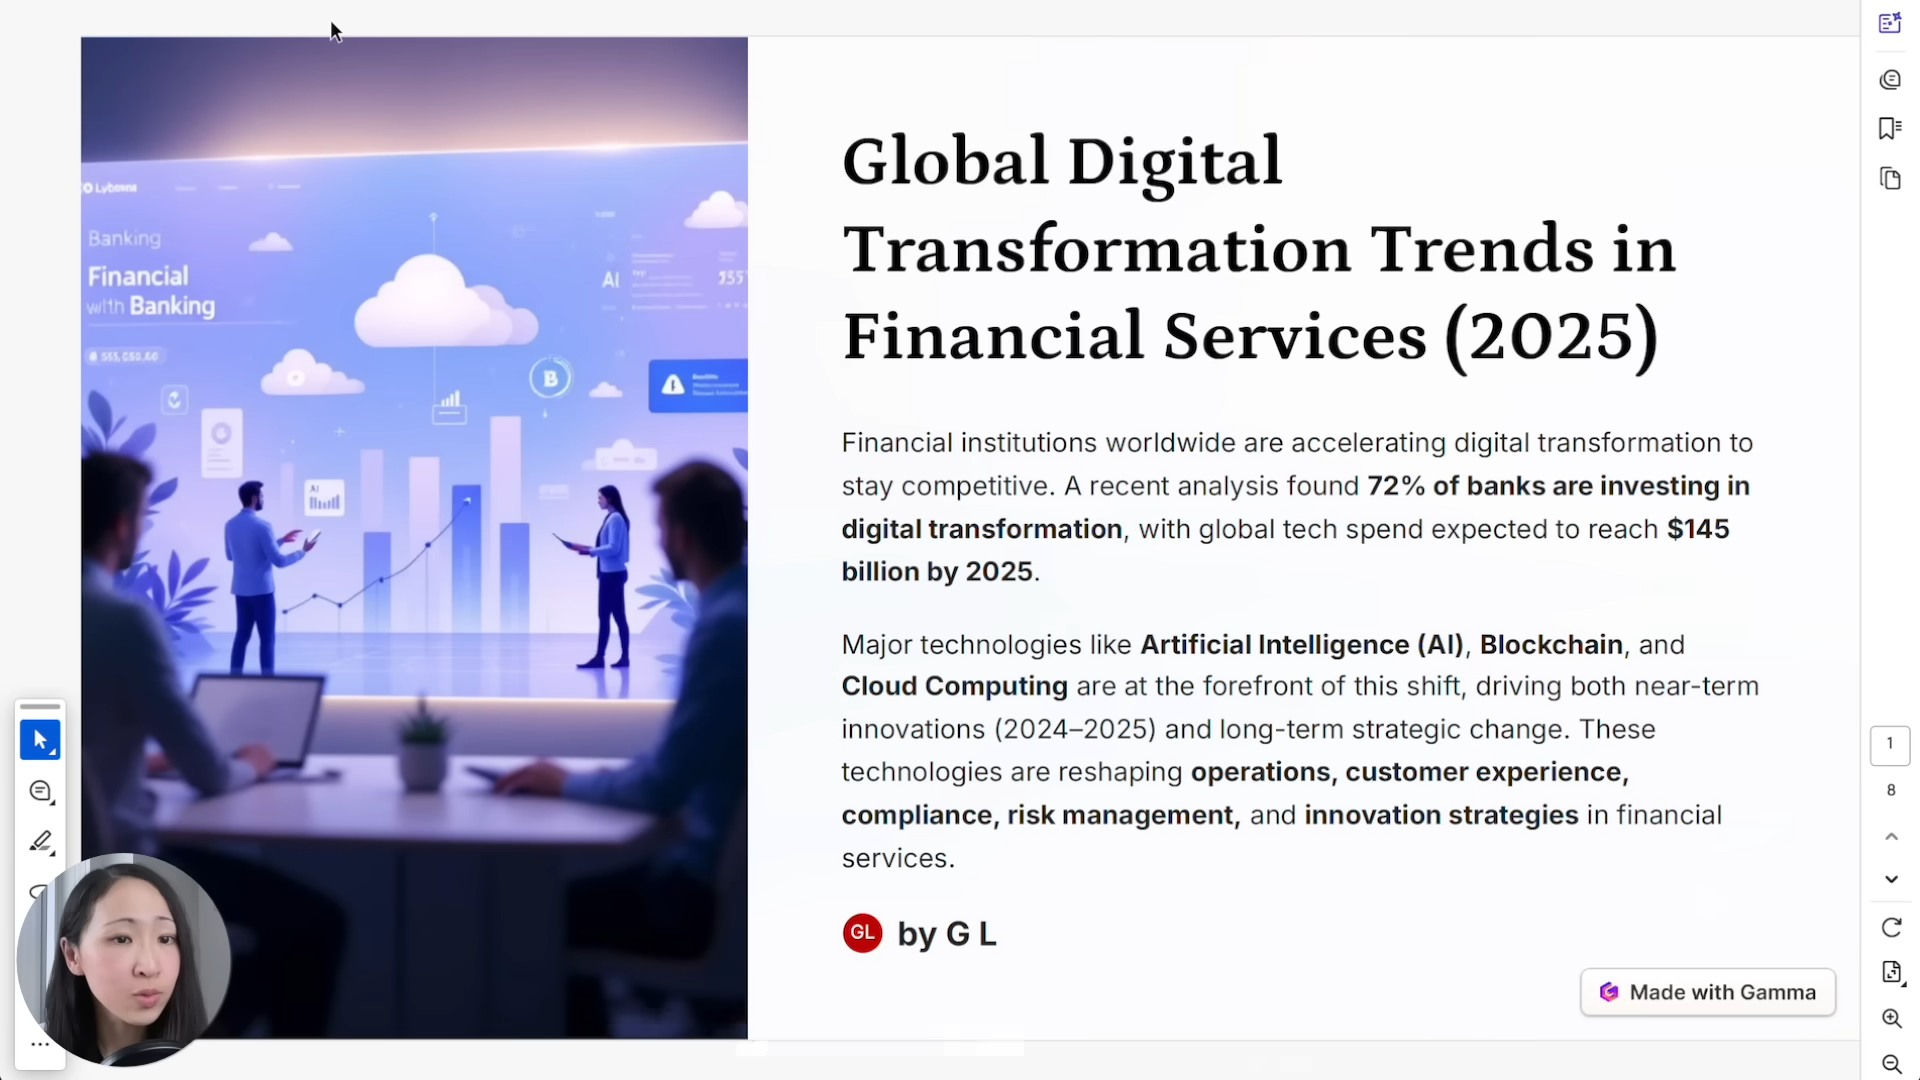 Banking
Financial
with Banking
AI
B
AI
Global Digital
Transformation Trends in
Financial Services (2025)
Financial institutions worldwide are accelerating digital transformation to
stay competitive. A recent analysis found 72% of banks are investing in
digital transformation, with global tech spend expected to reach $145
billion by 2025.
Major technologies like Artificial Intelligence (AI), Blockchain, and
Cloud Computing are at the forefront of this shift, driving both near-term
innovations (2024–2025) and long-term strategic change. These
technologies are reshaping operations, customer experience,
compliance, risk management, and innovation strategies in financial
services.
GL by G L
Made with Gamma
1
8